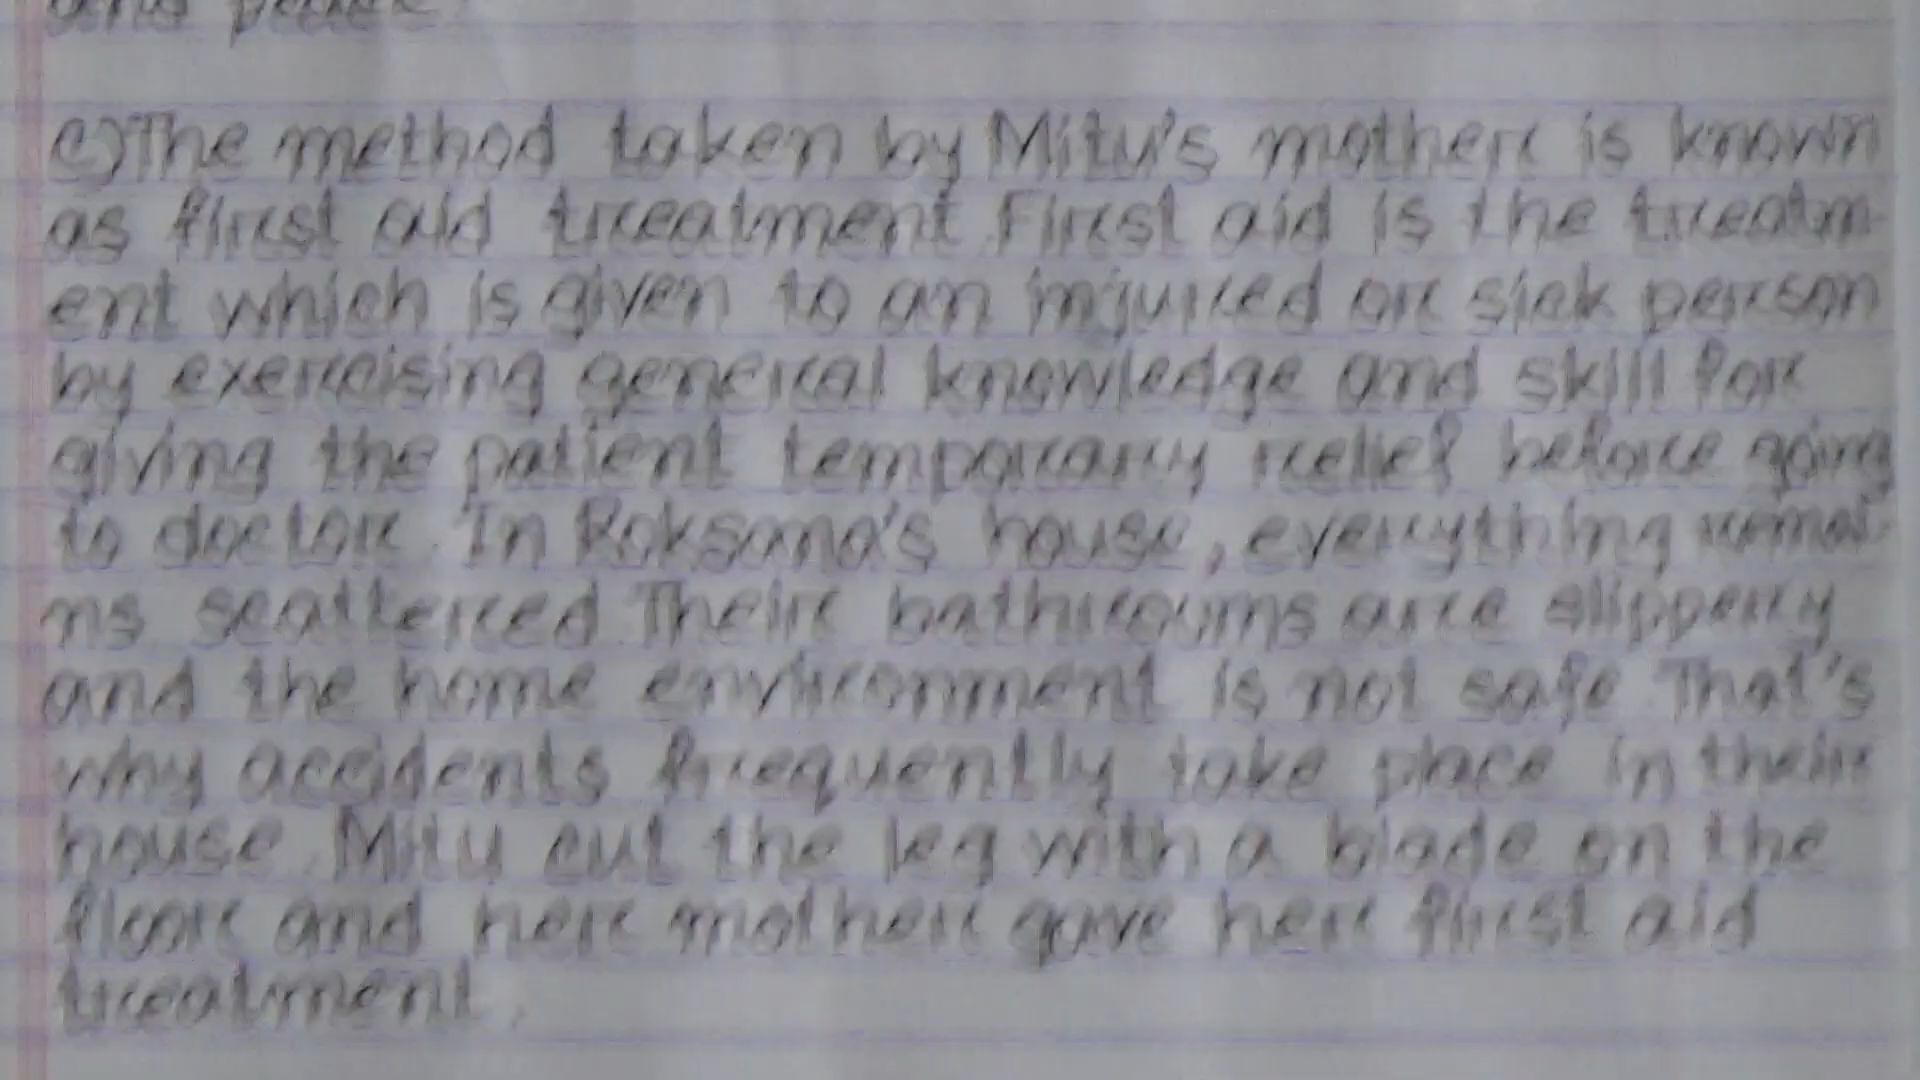 and peace.
c) The method taken by Mitu's mother is known
as first aid treatment. First aid is the treatm-
ent which is given to an injured or sick person
by exercising general knowledge and skill for
giving the patient temporary relief before going
to doctor. In Roksana's house, everything remai-
ns scattered. Their bathrooms are slippery
and the home environment is not safe. That's
why accidents frequently take place in their
house. Mitu cut the leg with a blade on the
floor and her mother gave her first aid
treatment.